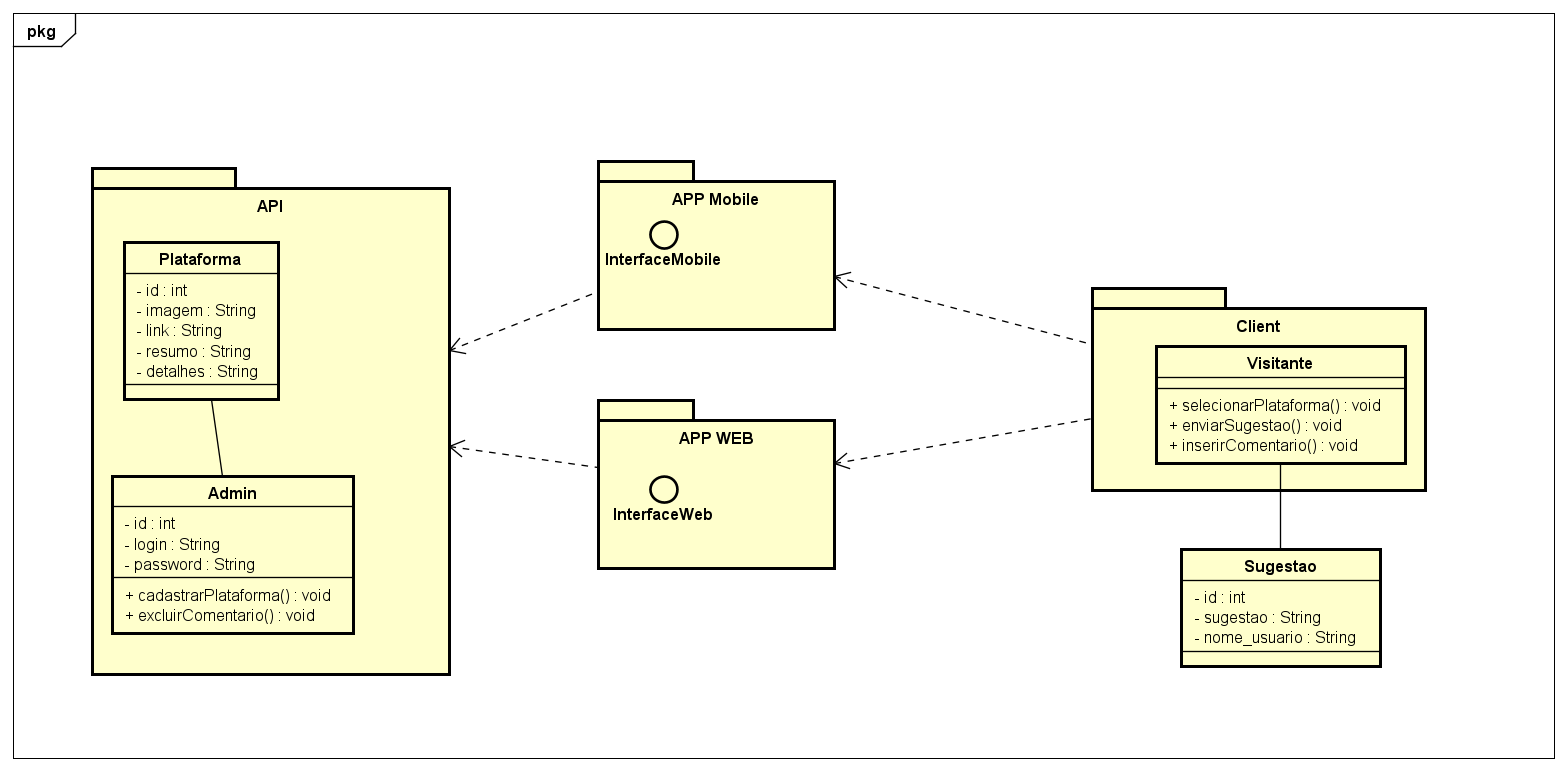 pkg
API
Plataforma
- id : int
- imagem : String
- link : String
- resumo : String
- detalhes : String
Admin
- id : int
- login : String
- password : String
+ cadastrarPlataforma() : void
+ excluirComentario() : void
APP Mobile
InterfaceMobile
APP WEB
InterfaceWeb
Client
Visitante
+ selecionarPlataforma() : void
+ enviarSugestao() : void
+ inserirComentario() : void
Sugestao
- id : int
- sugestao : String
- nome_usuario : String